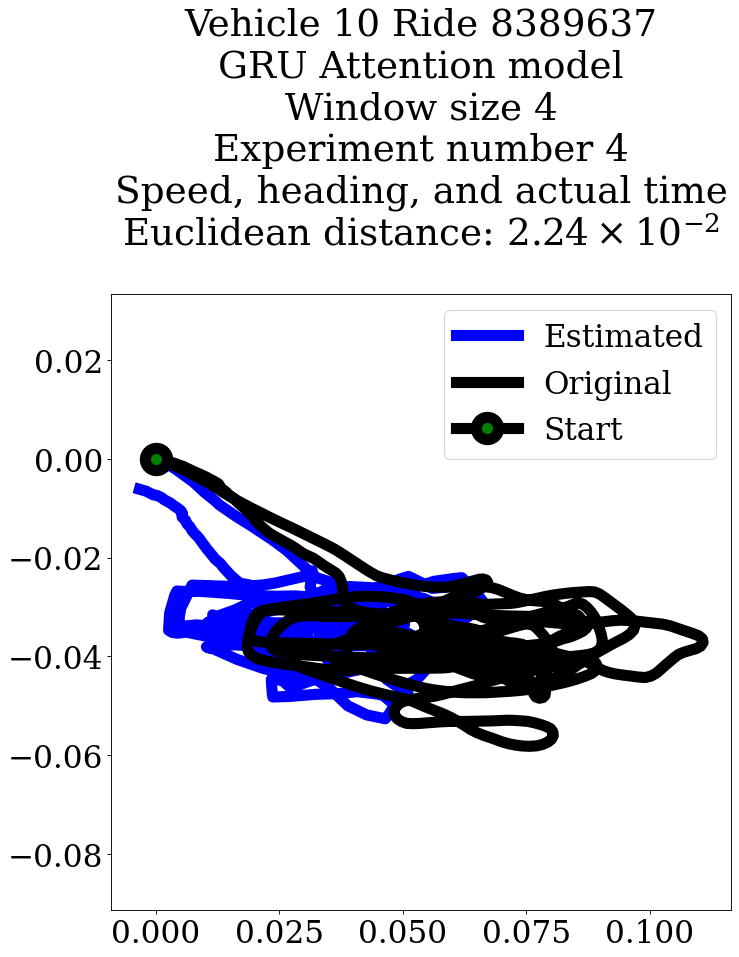 Vehicle 10 Ride 8389637
GRU Attention model
Window size 4
Experiment number 4
Speed, heading, and actual time
Euclidean distance: 2.24 × 10⁻²
Estimated
Original
Start
0.02
0.00
−0.02
−0.04
−0.06
−0.08
0.000 0.025 0.050 0.075 0.100